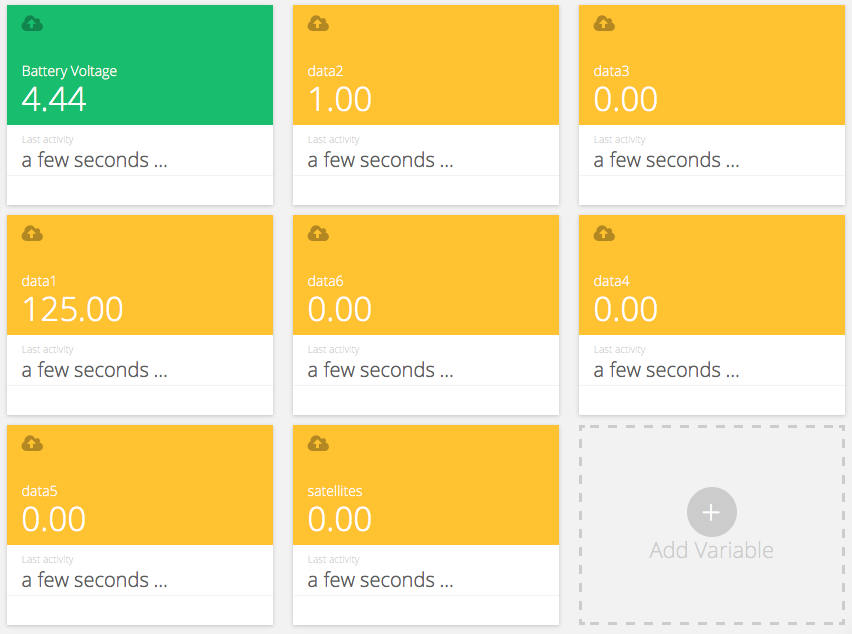 Battery Voltage
4.44
Last activity
a few seconds ...
data2
1.00
Last activity
a few seconds ...
data3
0.00
Last activity
a few seconds ...
data1
125.00
Last activity
a few seconds ...
data6
0.00
Last activity
a few seconds ...
data4
0.00
Last activity
a few seconds ...
data5
0.00
Last activity
a few seconds ...
satellites
0.00
Last activity
a few seconds ...
+
Add Variable